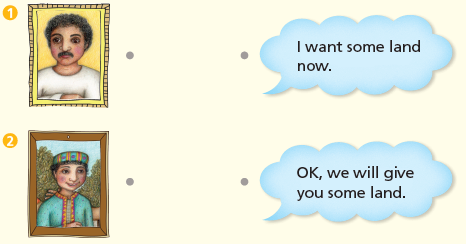 1
I want some land
now.
2
OK, we will give
you some land.